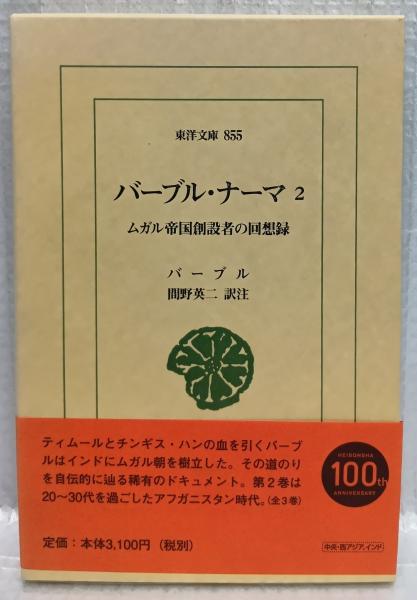 東洋文庫 855
バーブル・ナーマ 2
ムガル帝国創設者の回想録
バーブル
間野英二 訳注
ティムールとチンギス・ハンの血を引くバーブ
ルはインドにムガル朝を樹立した。その道のり
を自伝的に辿る稀有のドキュメント。第2巻は
20〜30代を過ごしたアフガニスタン時代。(全3巻)
HEIBONSHA
100th
ANNIVERSARY
定価:本体3,100円(税別)
中央・西アジア、インド